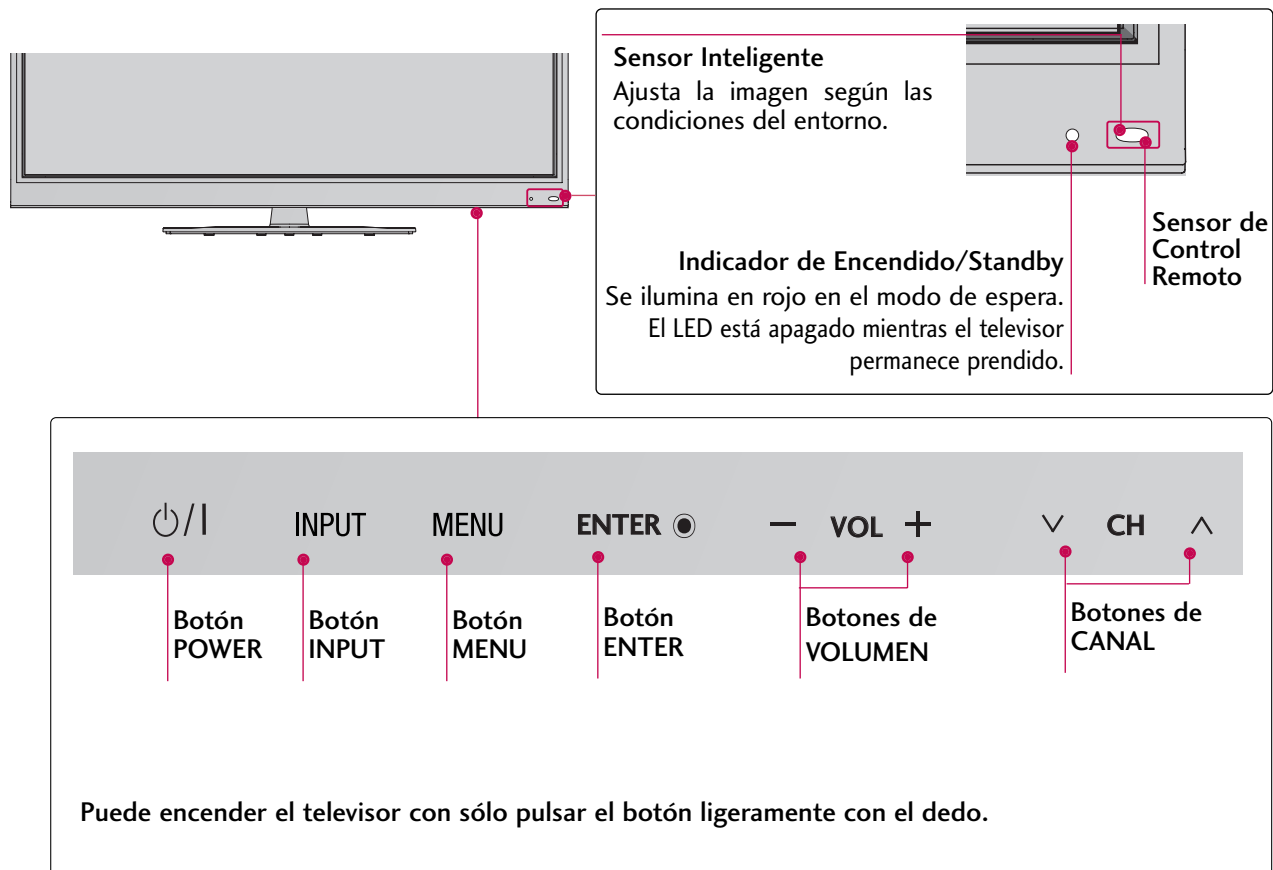 Sensor Inteligente
Ajusta la imagen según las
condiciones del entorno.
Sensor de
Control
Remoto
Indicador de Encendido/Standby
Se ilumina en rojo en el modo de espera.
El LED está apagado mientras el televisor
permanece prendido.
/I INPUT MENU ENTER VOL CH
Botón
POWER
Botón
INPUT
Botón
MENU
Botón
ENTER
Botones de
VOLUMEN
Botones de
CANAL
Puede encender el televisor con sólo pulsar el botón ligeramente con el dedo.